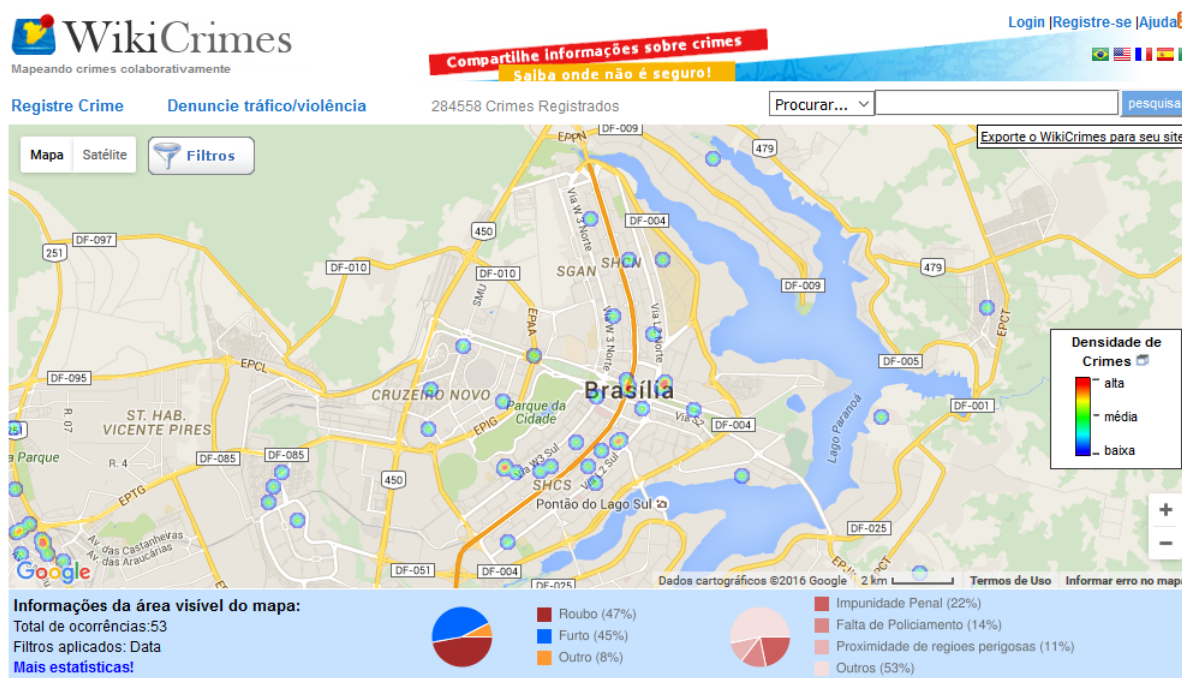 WikiCrimes
Mapeando crimes colaborativamente
Compartilhe informações sobre crimes
Saiba onde não é seguro!
Login |Registre-se |Ajuda
Registre Crime
Denuncie tráfico/violência
284558 Crimes Registrados
Procurar...
pesquisa
Exporte o WikiCrimes para seu site
Mapa
Satélite
Filtros
EPPN
DF-009
479
Via W 3 Norte
DF-004
450
DF-097
251
DF-010
DF-010
SGAN
SHCN
479
DF-009
SMU
EPAA
Via W 3 Norte
Via L2 Norte
EPCT
EPCL
DF-005
Densidade de
Crimes
alta
média
baixa
DF-095
CRUZEIRO NOVO
Brasília
Parque da
Cidade
DF-001
R. 07
ST. HAB.
VICENTE PIRES
EPIG
Via S2
DF-004
Lago Paranoá
251
a Parque
R. 4
DF-085
DF-085
Via W3 Sul
Via L2 Sul
450
SHCS
EPTG
Pontão do Lago Sul
DF-025
Av. das Castanheiras
Av. das Araucárias
EPCT
Google
DF-051
DF-004
DF-025
Dados cartográficos ©2016 Google
2 km
Termos de Uso
Informar erro no mapa
Informações da área visível do mapa:
Total de ocorrências:53
Filtros aplicados: Data
Mais estatísticas!
Roubo (47%)
Furto (45%)
Outro (8%)
Impunidade Penal (22%)
Falta de Policiamento (14%)
Proximidade de regioes perigosas (11%)
Outros (53%)